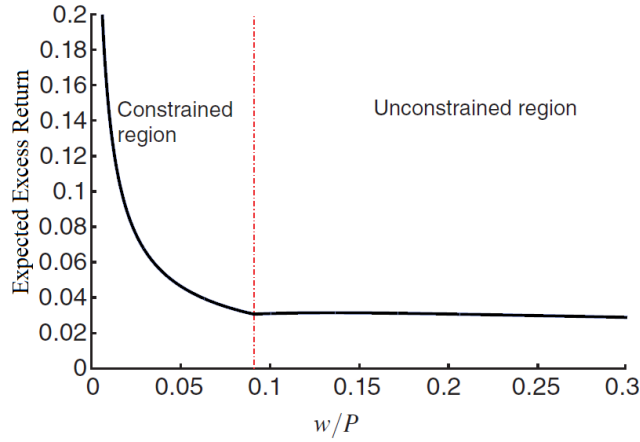 0.2
0.18
0.16
0.14
0.12
0.1
0.08
0.06
0.04
0.02
0
Expected Excess Return
Constrained
region
Unconstrained region
0 0.05 0.1 0.15 0.2 0.25 0.3
w/P